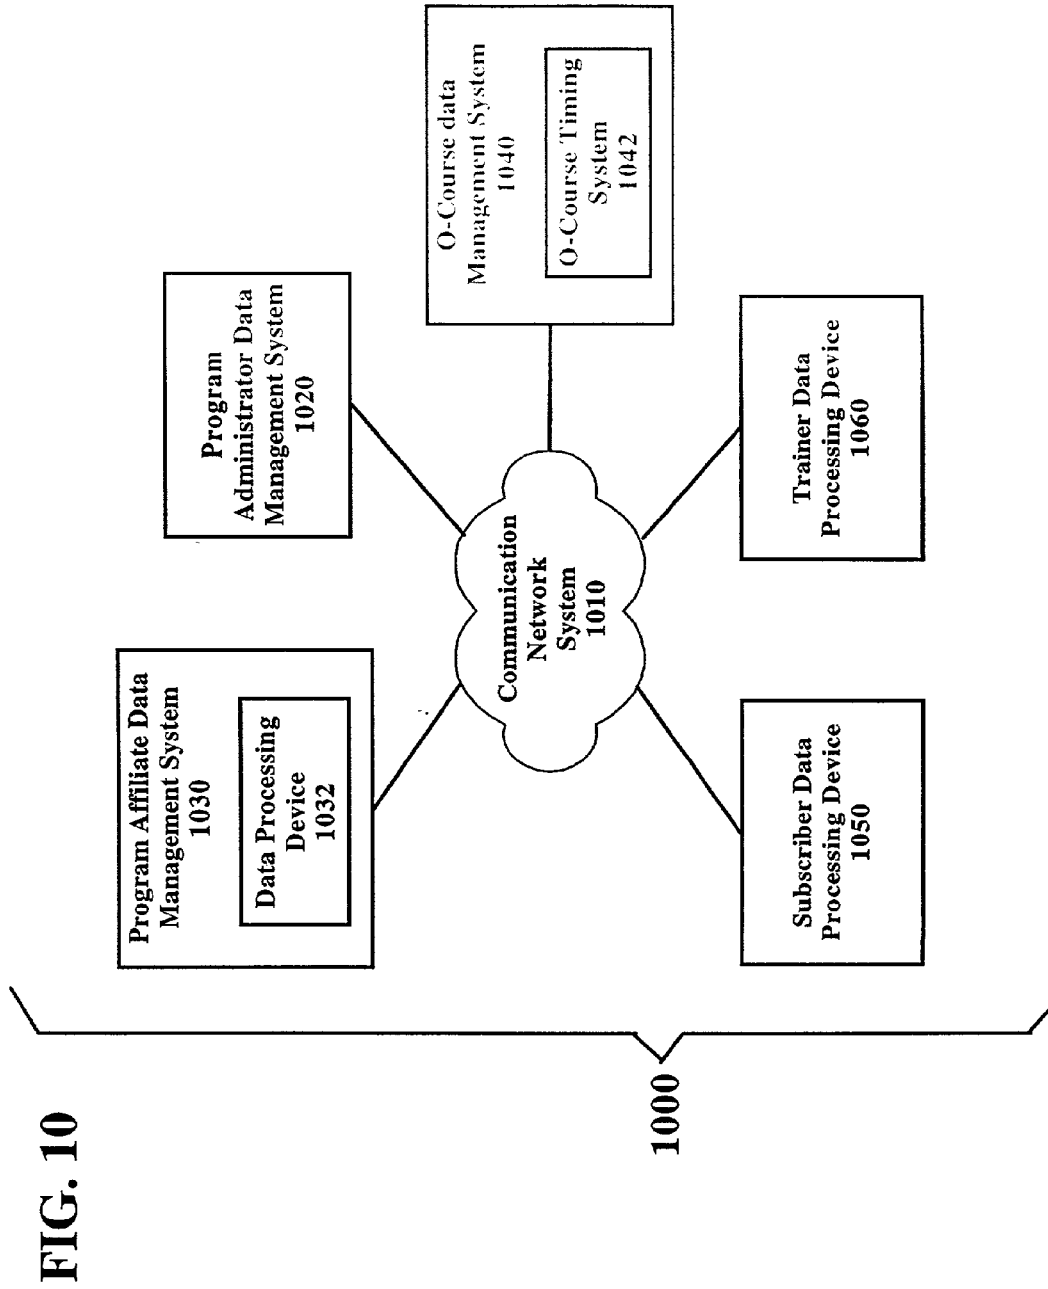 FIG. 10
1000
Program Affiliate Data
Management System
1030
Data Processing
Device
1032
Program
Administrator Data
Management System
1020
O-Course data
Management System
1040
O-Course Timing
System
1042
Communication
Network
System
1010
Subscriber Data
Processing Device
1050
Trainer Data
Processing Device
1060